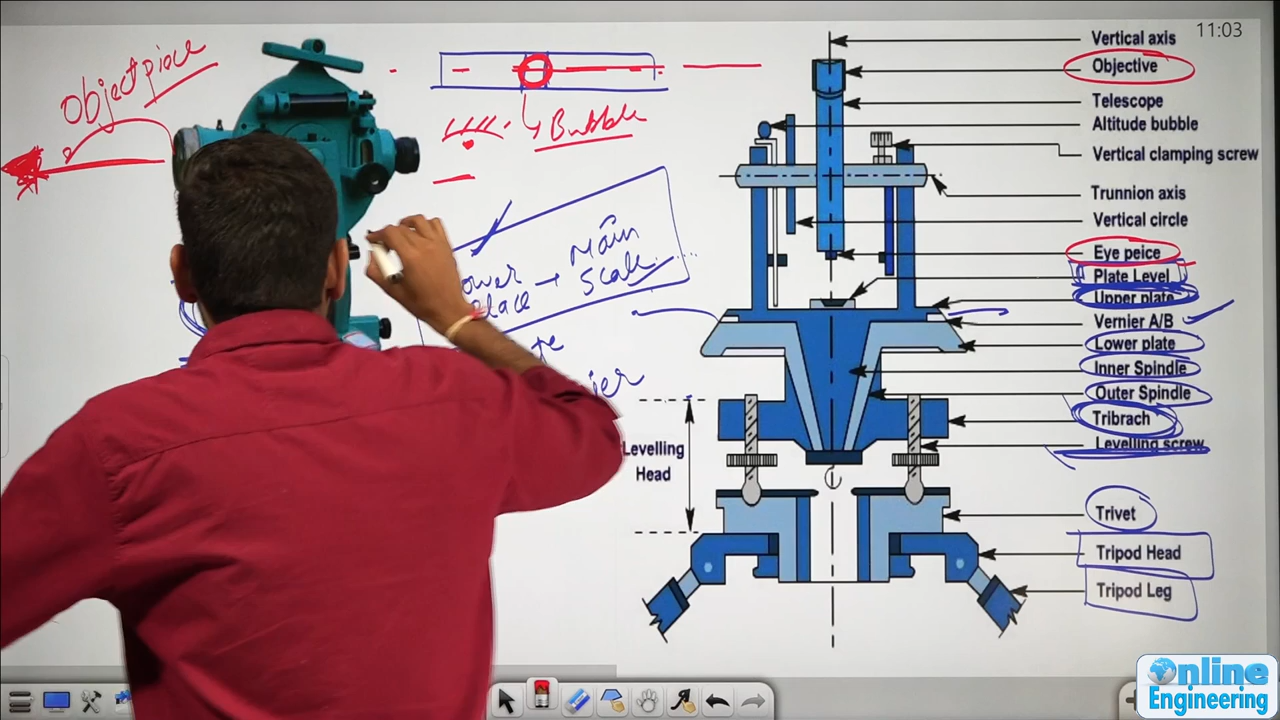 11:03
Object piece
Bubble
Main
Scale
Levelling
Head
Vertical axis
Objective
Telescope
Altitude bubble
Vertical clamping screw
Trunnion axis
Vertical circle
Eye peice
Plate Level
Upper plate
Vernier A/B
Lower plate
Inner Spindle
Outer Spindle
Tribrach
Levelling screw
Trivet
Tripod Head
Tripod Leg
Online
Engineering